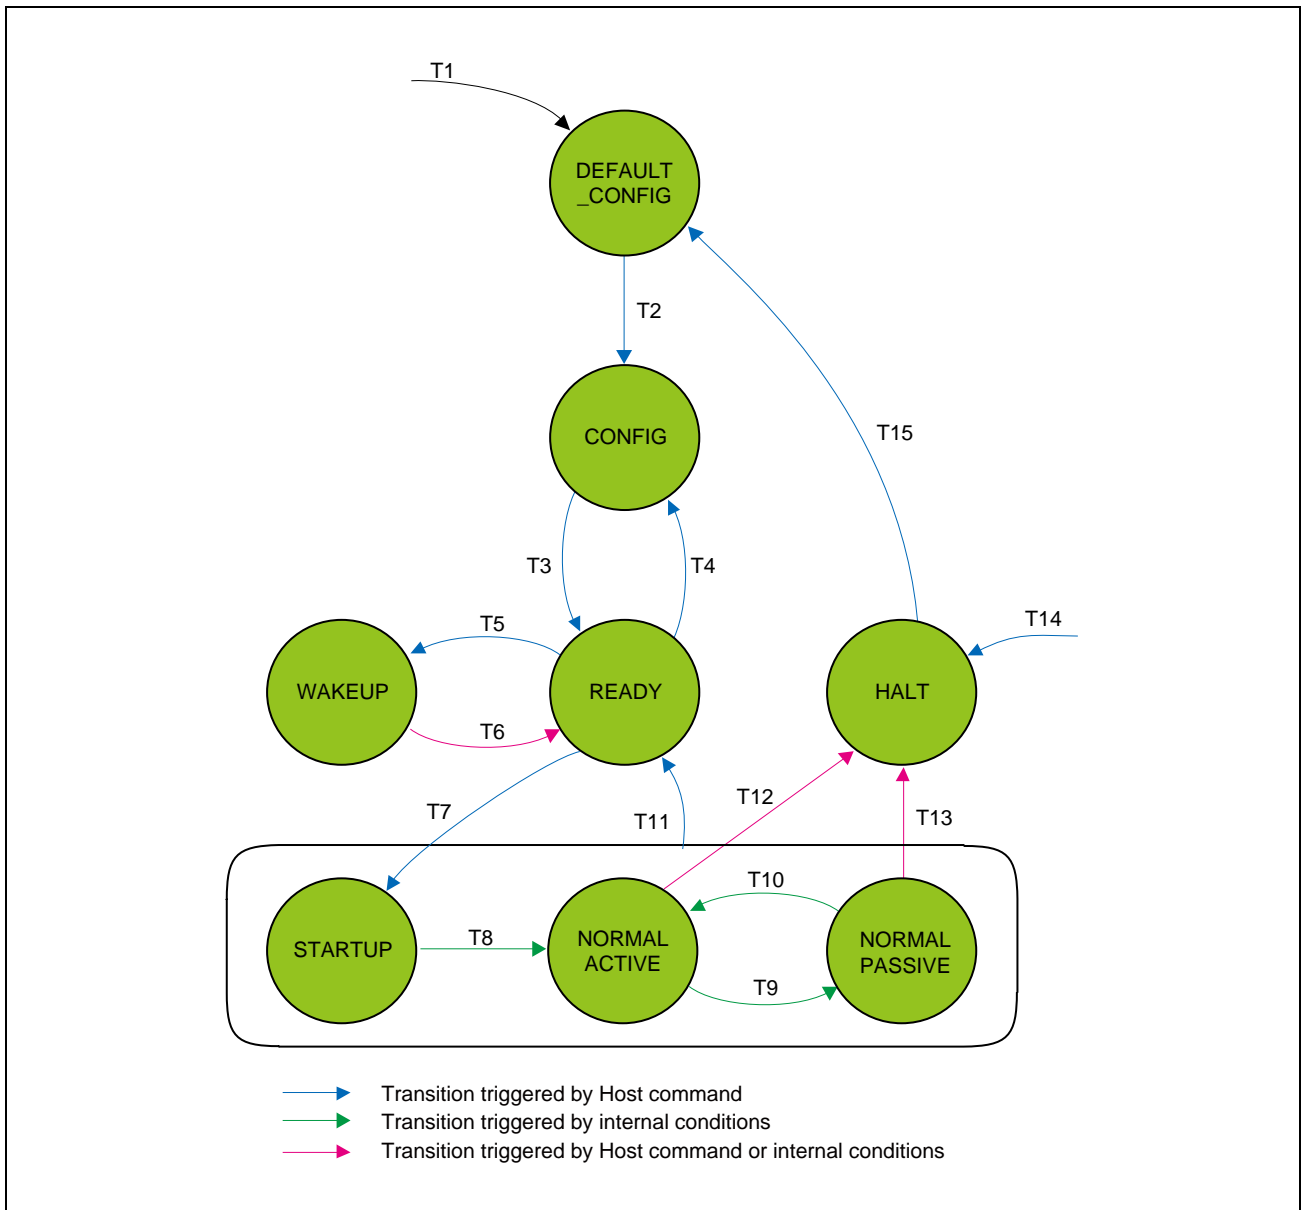 T1
DEFAULT
_CONFIG
T2
CONFIG
T15
T3
T4
T5
T14
WAKEUP
READY
HALT
T6
T12
T7
T11
T13
T10
STARTUP
T8
NORMAL
ACTIVE
NORMAL
PASSIVE
T9
Transition triggered by Host command
Transition triggered by internal conditions
Transition triggered by Host command or internal conditions